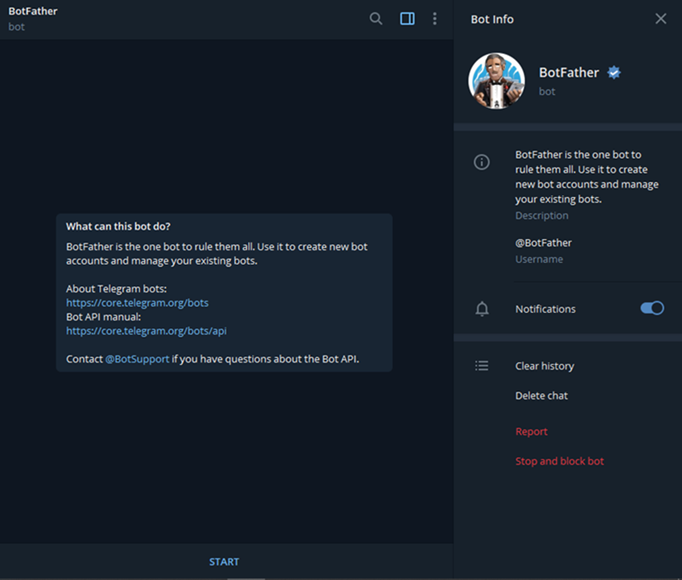 BotFather
bot
What can this bot do?
BotFather is the one bot to rule them all. Use it to create new bot
accounts and manage your existing bots.
About Telegram bots:
https://core.telegram.org/bots
Bot API manual:
https://core.telegram.org/bots/api
Contact @BotSupport if you have questions about the Bot API.
START
Bot Info
BotFather
bot
BotFather is the one bot to
rule them all. Use it to create
new bot accounts and manage
your existing bots.
Description
@BotFather
Username
Notifications
Clear history
Delete chat
Report
Stop and block bot